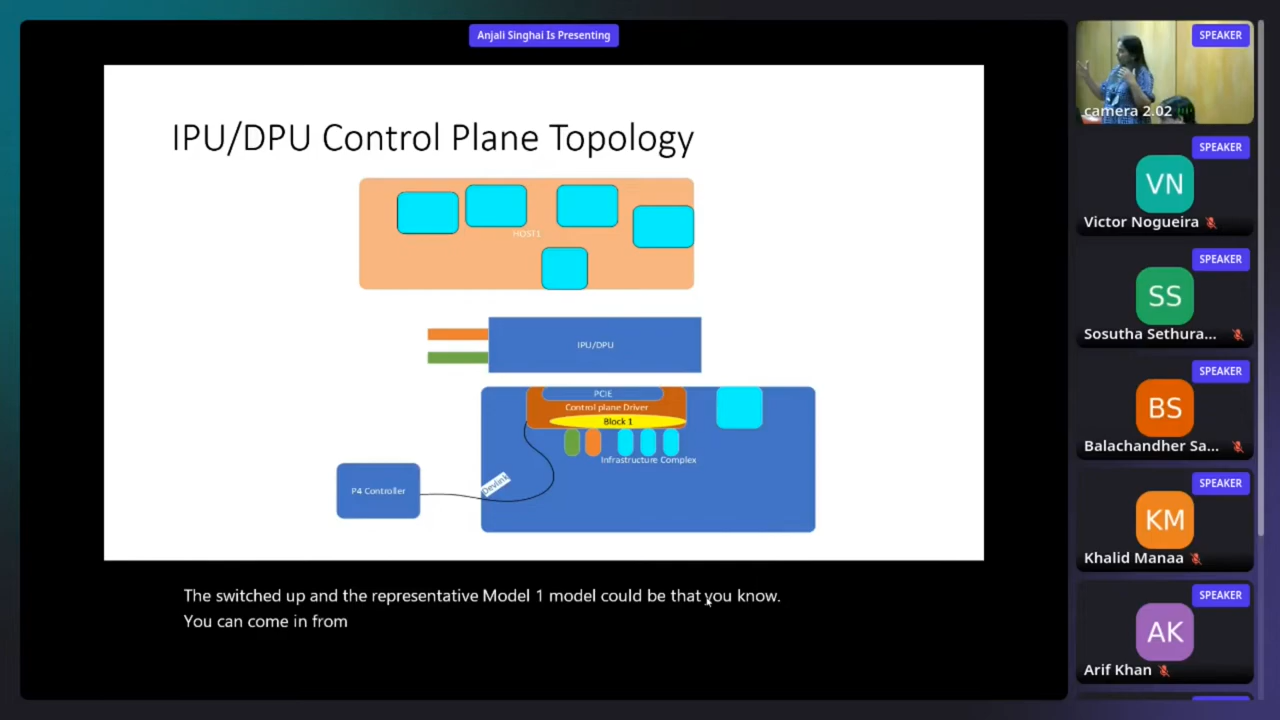 Anjali Singhai Is Presenting
IPU/DPU Control Plane Topology
HOST1
IPU/DPU
PCIE
Control plane Driver
Block 1
Infrastructure Complex
Devlink
P4 Controller
The switched up and the representative Model 1 model could be that you know.
You can come in from
SPEAKER
camera 2.02
SPEAKER
VN
Victor Nogueira
SPEAKER
SS
Sosutha Sethura...
SPEAKER
BS
Balachandher Sa...
SPEAKER
KM
Khalid Manaa
SPEAKER
AK
Arif Khan